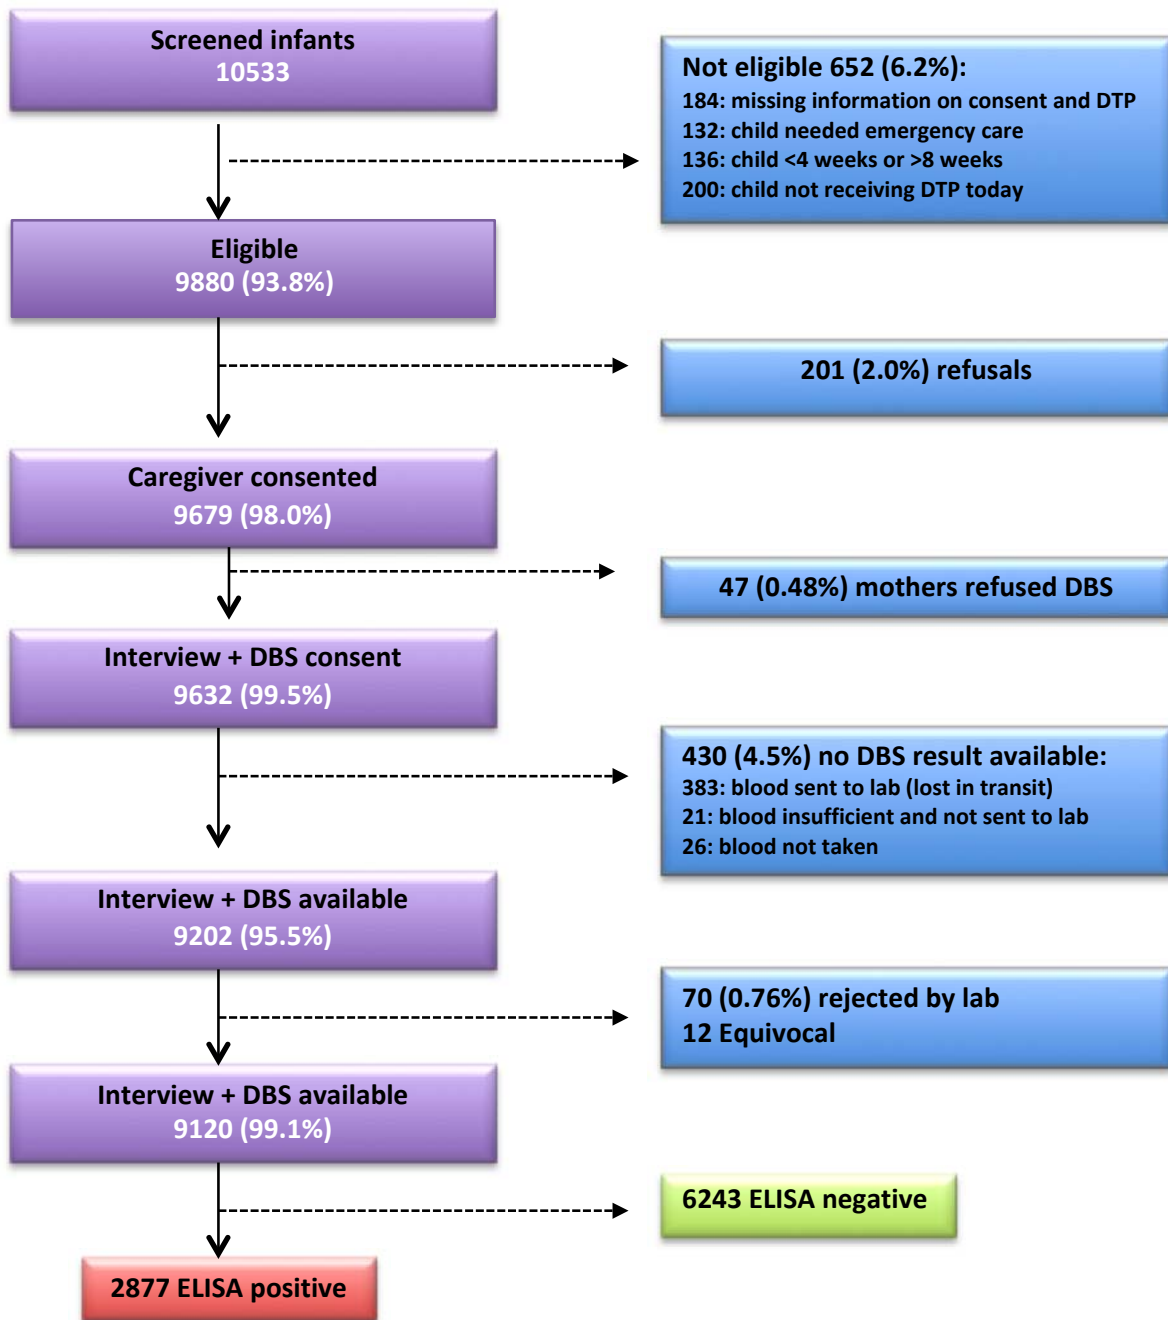 Screened infants
10533
Not eligible 652 (6.2%):
184: missing information on consent and DTP
132: child needed emergency care
136: child <4 weeks or >8 weeks
200: child not receiving DTP today
Eligible
9880 (93.8%)
201 (2.0%) refusals
Caregiver consented
9679 (98.0%)
47 (0.48%) mothers refused DBS
Interview + DBS consent
9632 (99.5%)
430 (4.5%) no DBS result available:
383: blood sent to lab (lost in transit)
21: blood insufficient and not sent to lab
26: blood not taken
Interview + DBS available
9202 (95.5%)
70 (0.76%) rejected by lab
12 Equivocal
Interview + DBS available
9120 (99.1%)
6243 ELISA negative
2877 ELISA positive